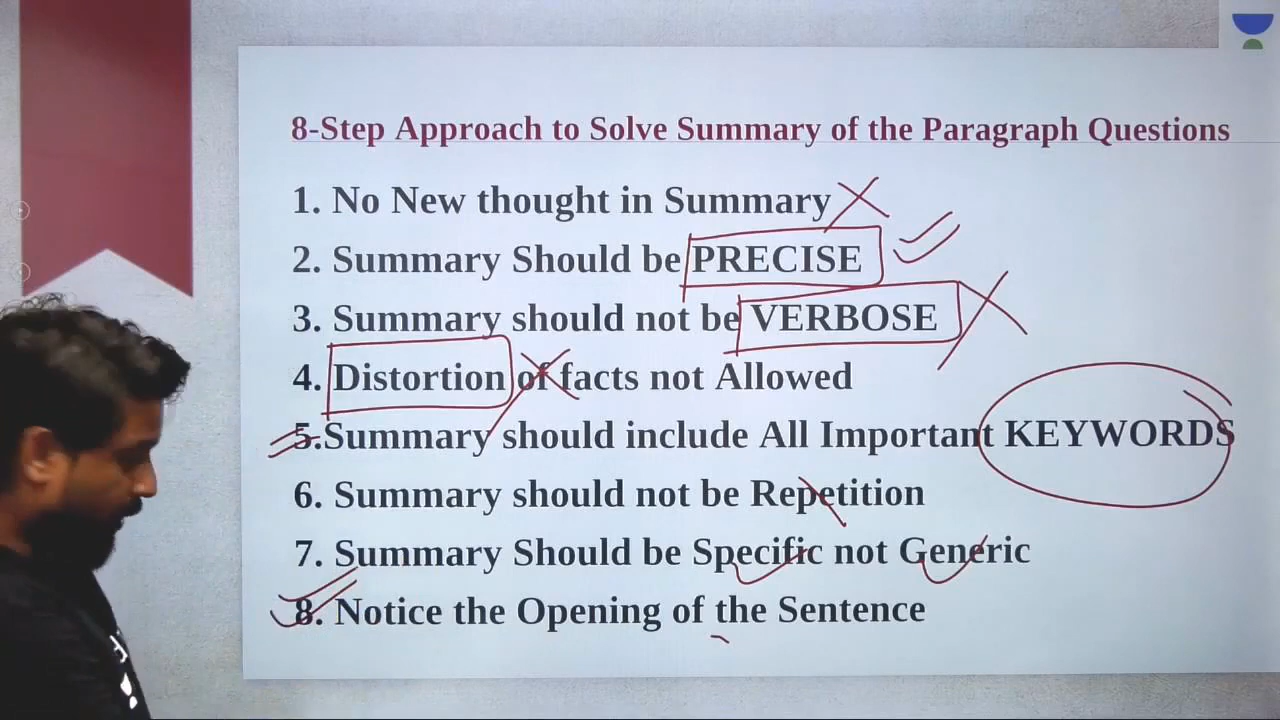 8-Step Approach to Solve Summary of the Paragraph Questions
1. No New thought in Summary
2. Summary Should be PRECISE
3. Summary should not be VERBOSE
4. Distortion of facts not Allowed
5.Summary should include All Important KEYWORDS
6. Summary should not be Repetition
7. Summary Should be Specific not Generic
8. Notice the Opening of the Sentence